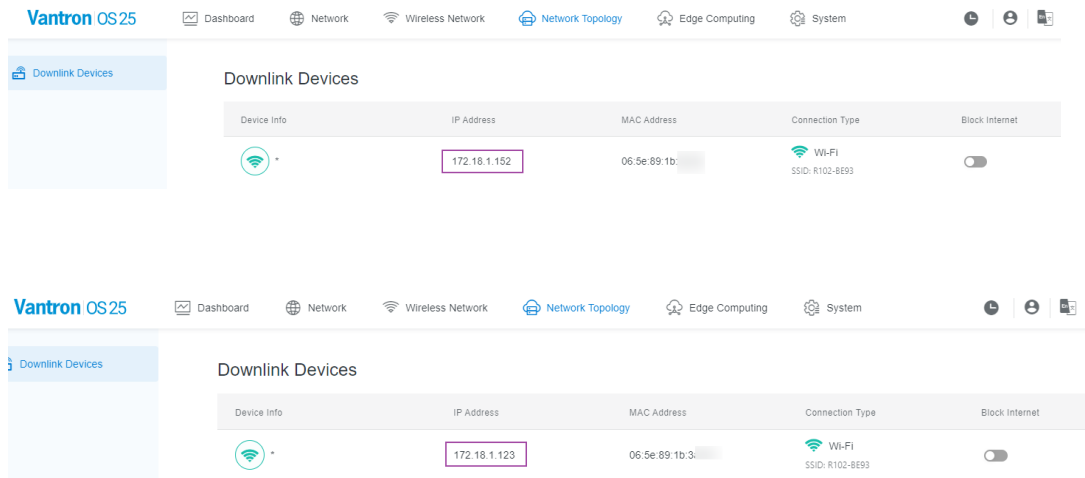 Vantron OS25 Dashboard Network Wireless Network Network Topology Edge Computing System
Downlink Devices
Downlink Devices
Device Info IP Address MAC Address Connection Type Block Internet
* 172.18.1.152 06:5e:89:1b: Wi-Fi
SSID: R102-BE93
Vantron OS25 Dashboard Network Wireless Network Network Topology Edge Computing System
Downlink Devices
Downlink Devices
Device Info IP Address MAC Address Connection Type Block Internet
* 172.18.1.123 06:5e:89:1b:3 Wi-Fi
SSID: R102-BE93